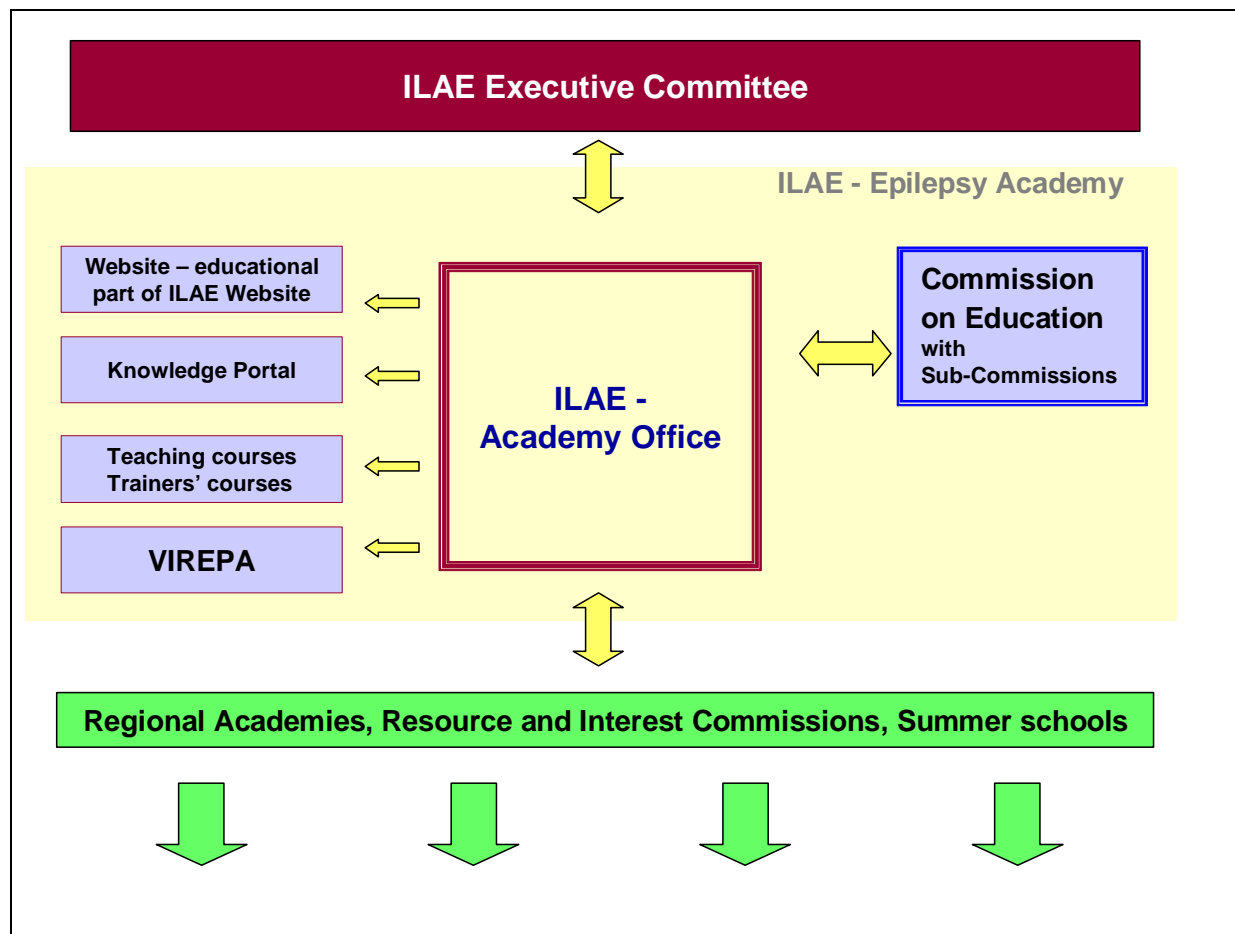 ILAE Executive Committee
ILAE - Epilepsy Academy
Website – educational
part of ILAE Website
Knowledge Portal
Teaching courses
Trainers’ courses
VIREPA
ILAE -
Academy Office
Commission
on Education
with
Sub-Commissions
Regional Academies, Resource and Interest Commissions, Summer schools